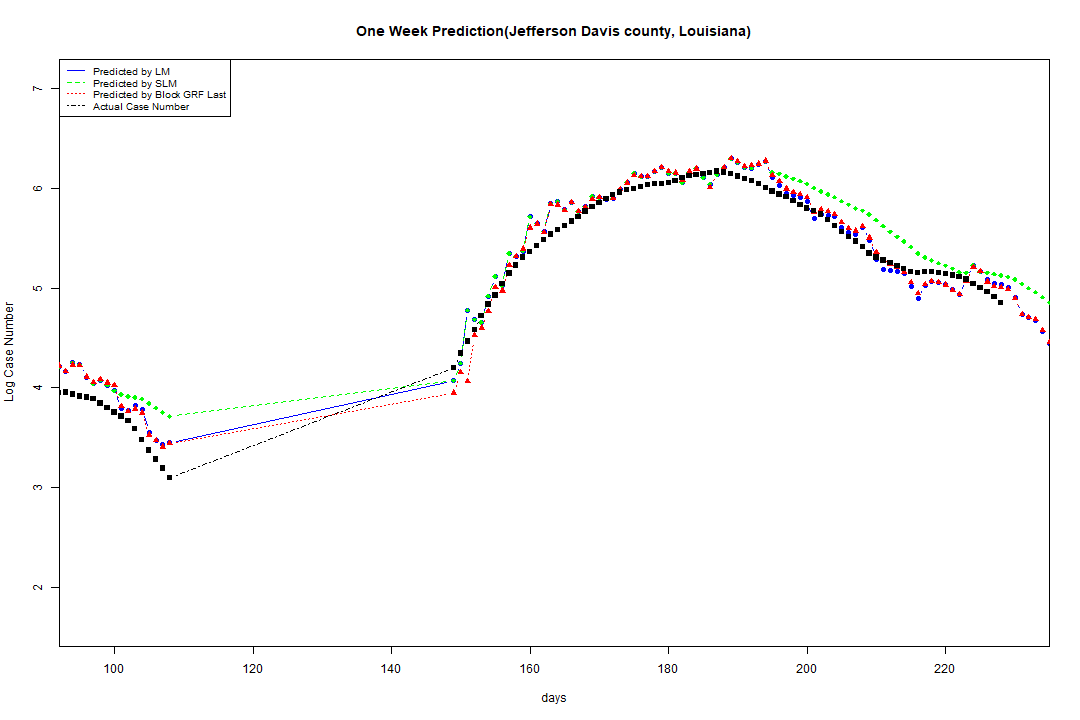 One Week Prediction(Jefferson Davis county, Louisiana)
Predicted by LM
Predicted by SLM
Predicted by Block GRF Last
Actual Case Number
Log Case Number
7
6
5
4
3
2
100 120 140 160 180 200 220
days